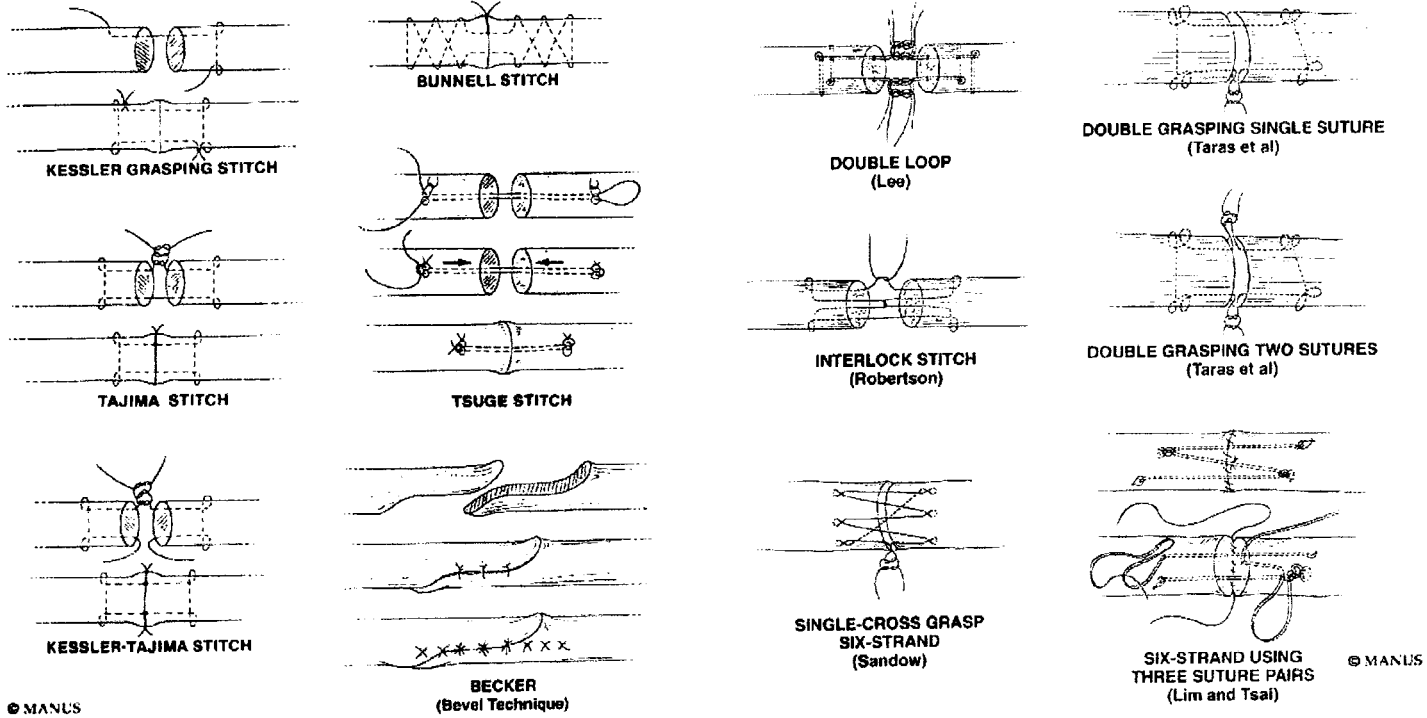 KESSLER GRASPING STITCH
TAJIMA STITCH
KESSLER-TAJIMA STITCH
© MANUS
BUNNELL STITCH
TSUGE STITCH
BECKER
(Bevel Technique)
DOUBLE LOOP
(Lee)
INTERLOCK STITCH
(Robertson)
SINGLE-CROSS GRASP
SIX-STRAND
(Sandow)
DOUBLE GRASPING SINGLE SUTURE
(Taras et al)
DOUBLE GRASPING TWO SUTURES
(Taras et al)
SIX-STRAND USING
THREE SUTURE PAIRS
(Lim and Tsai)
© MANUS